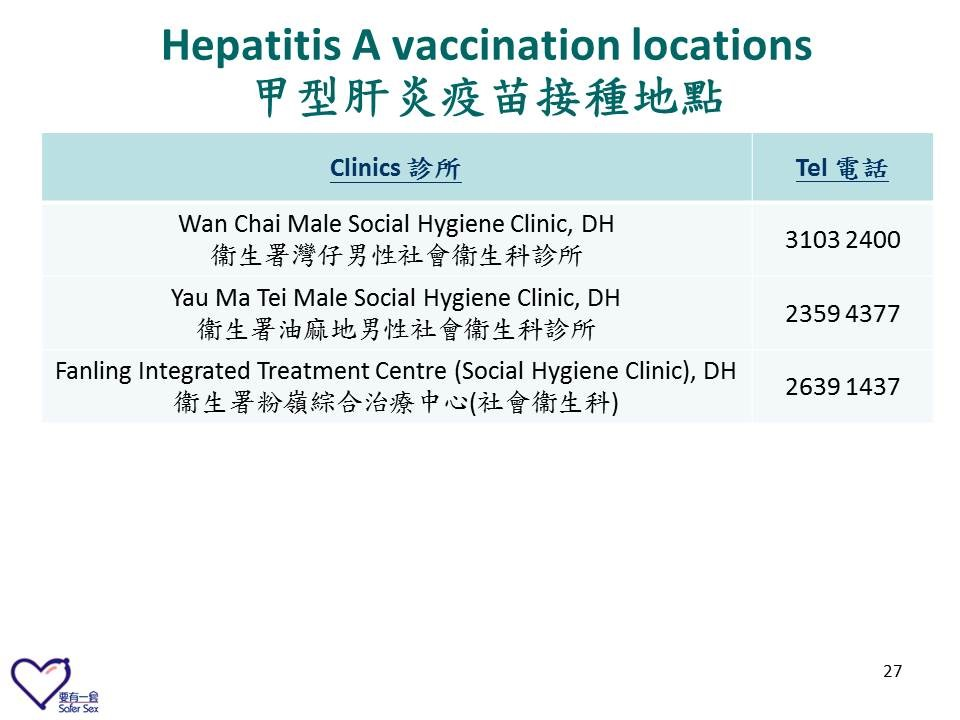 Hepatitis A vaccination locations
甲型肝炎疫苗接種地點
Clinics 診所
Tel 電話
Wan Chai Male Social Hygiene Clinic, DH
衞生署灣仔男性社會衞生科診所
3103 2400
Yau Ma Tei Male Social Hygiene Clinic, DH
衞生署油麻地男性社會衞生科診所
2359 4377
Fanling Integrated Treatment Centre (Social Hygiene Clinic), DH
衞生署粉嶺綜合治療中心(社會衞生科)
2639 1437
要有一套
Safer Sex
27